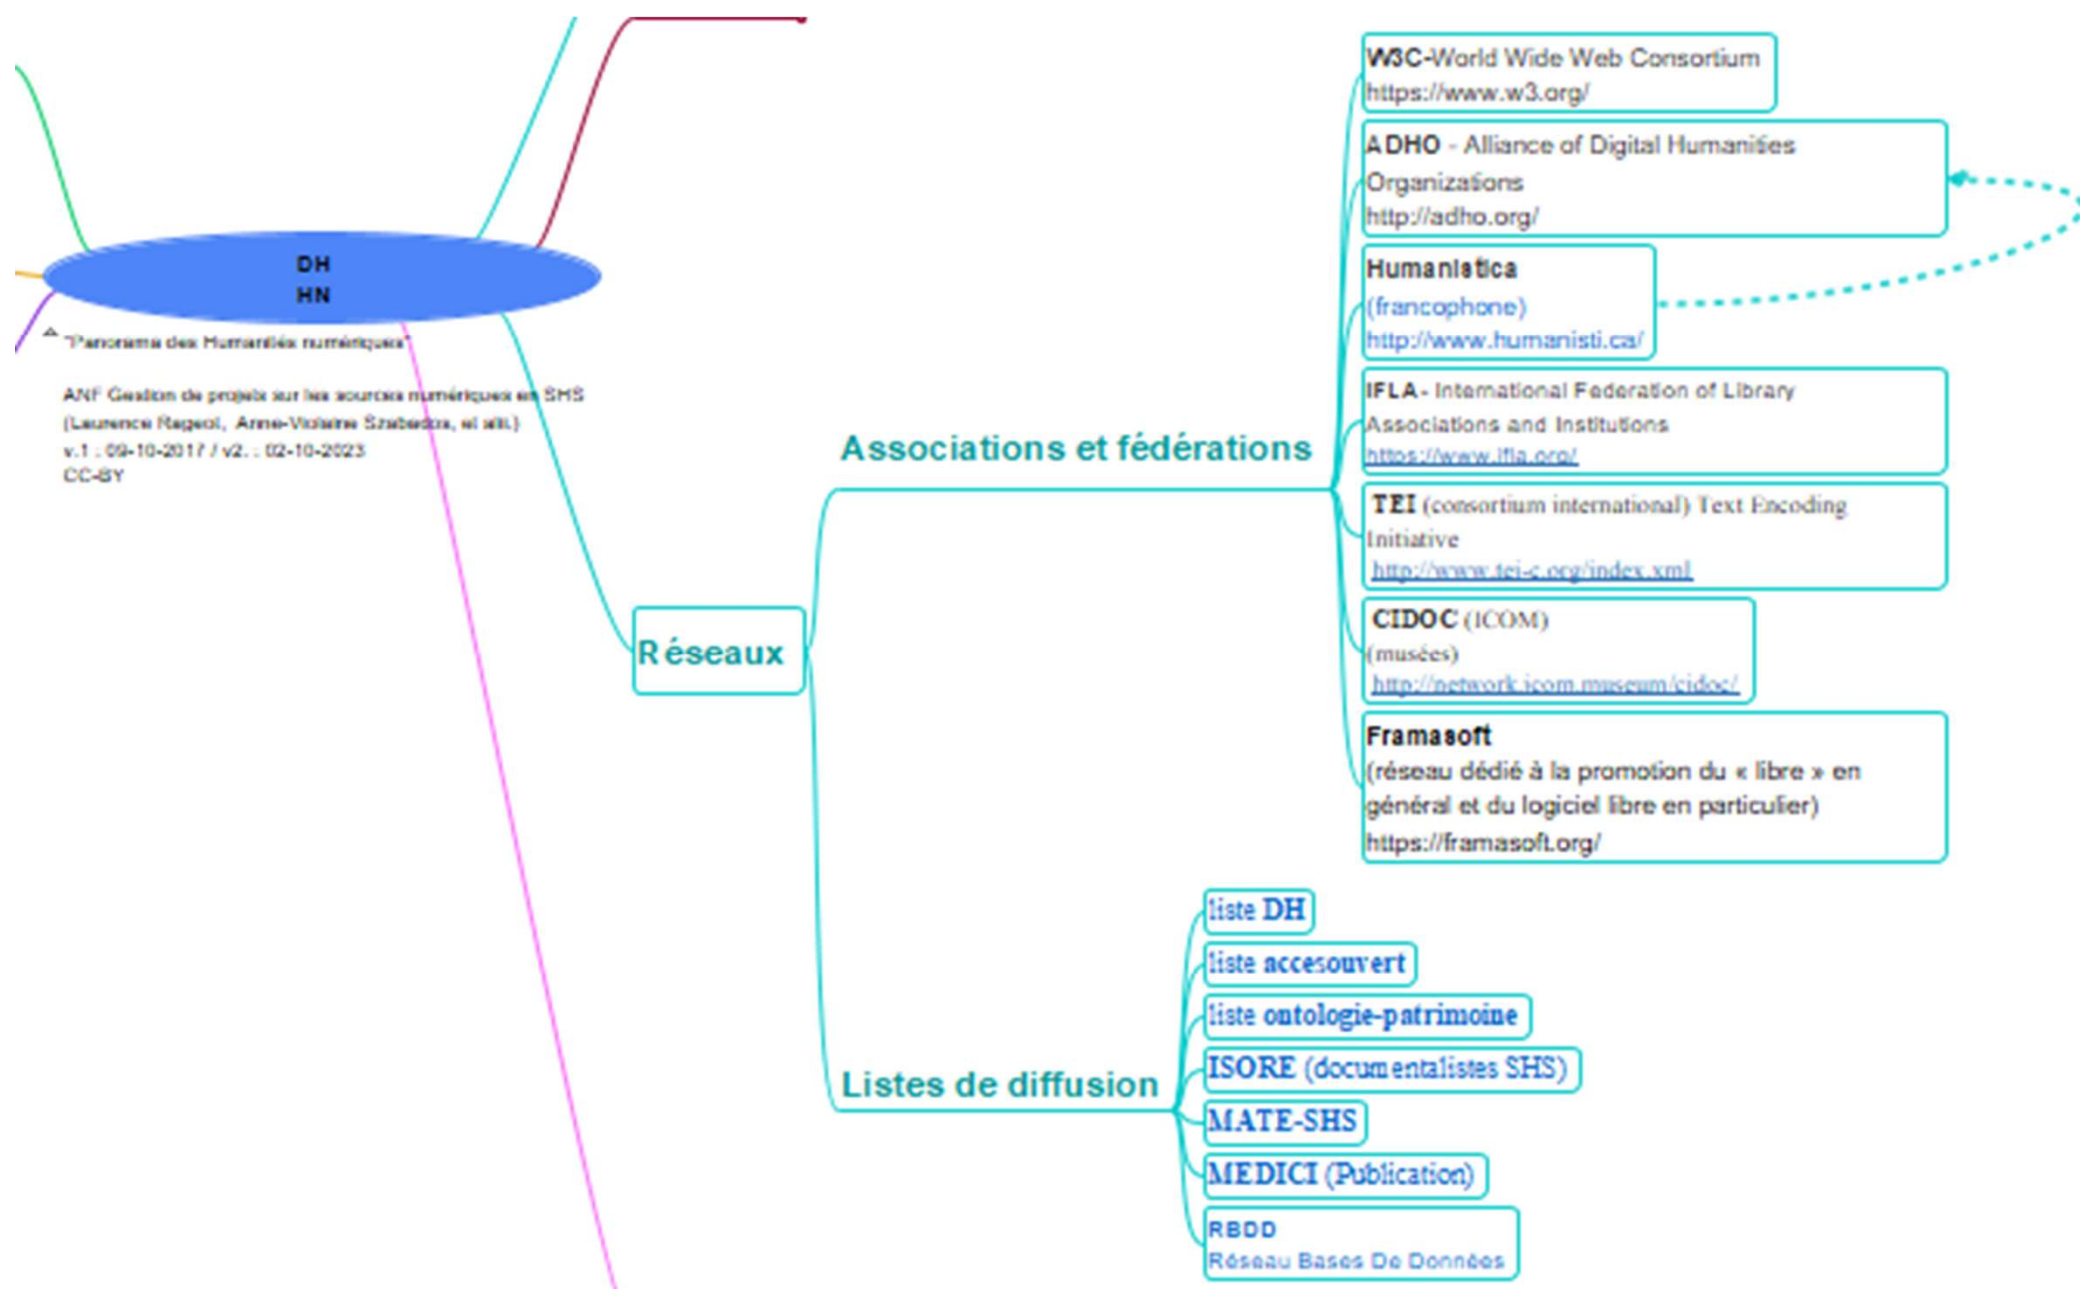 DH
HN
"Panorama des Humanités numériques"
ANF Gestion de projets sur les sources numériques en SHS
(Laurence Rageot, Anne-Violaine Szabados, et alii.)
v.1 : 09-10-2017 / v2. : 02-10-2023
CC-BY
Réseaux
Associations et fédérations
W3C-World Wide Web Consortium
https://www.w3.org/
ADHO - Alliance of Digital Humanities
Organizations
http://adho.org/
Humanistica
(francophone)
http://www.humanisti.ca/
IFLA- International Federation of Library
Associations and Institutions
https://www.ifla.org/
TEI (consortium international) Text Encoding
Initiative
http://www.tei-c.org/index.xml
CIDOC (ICOM)
(musées)
http://network.icom.museum/cidoc/
Framasoft
(réseau dédié à la promotion du « libre » en
général et du logiciel libre en particulier)
https://framasoft.org/
Listes de diffusion
liste DH
liste accesouvert
liste ontologie-patrimoine
ISORE (documentalistes SHS)
MATE-SHS
MEDICI (Publication)
RBDD
Réseau Bases De Données